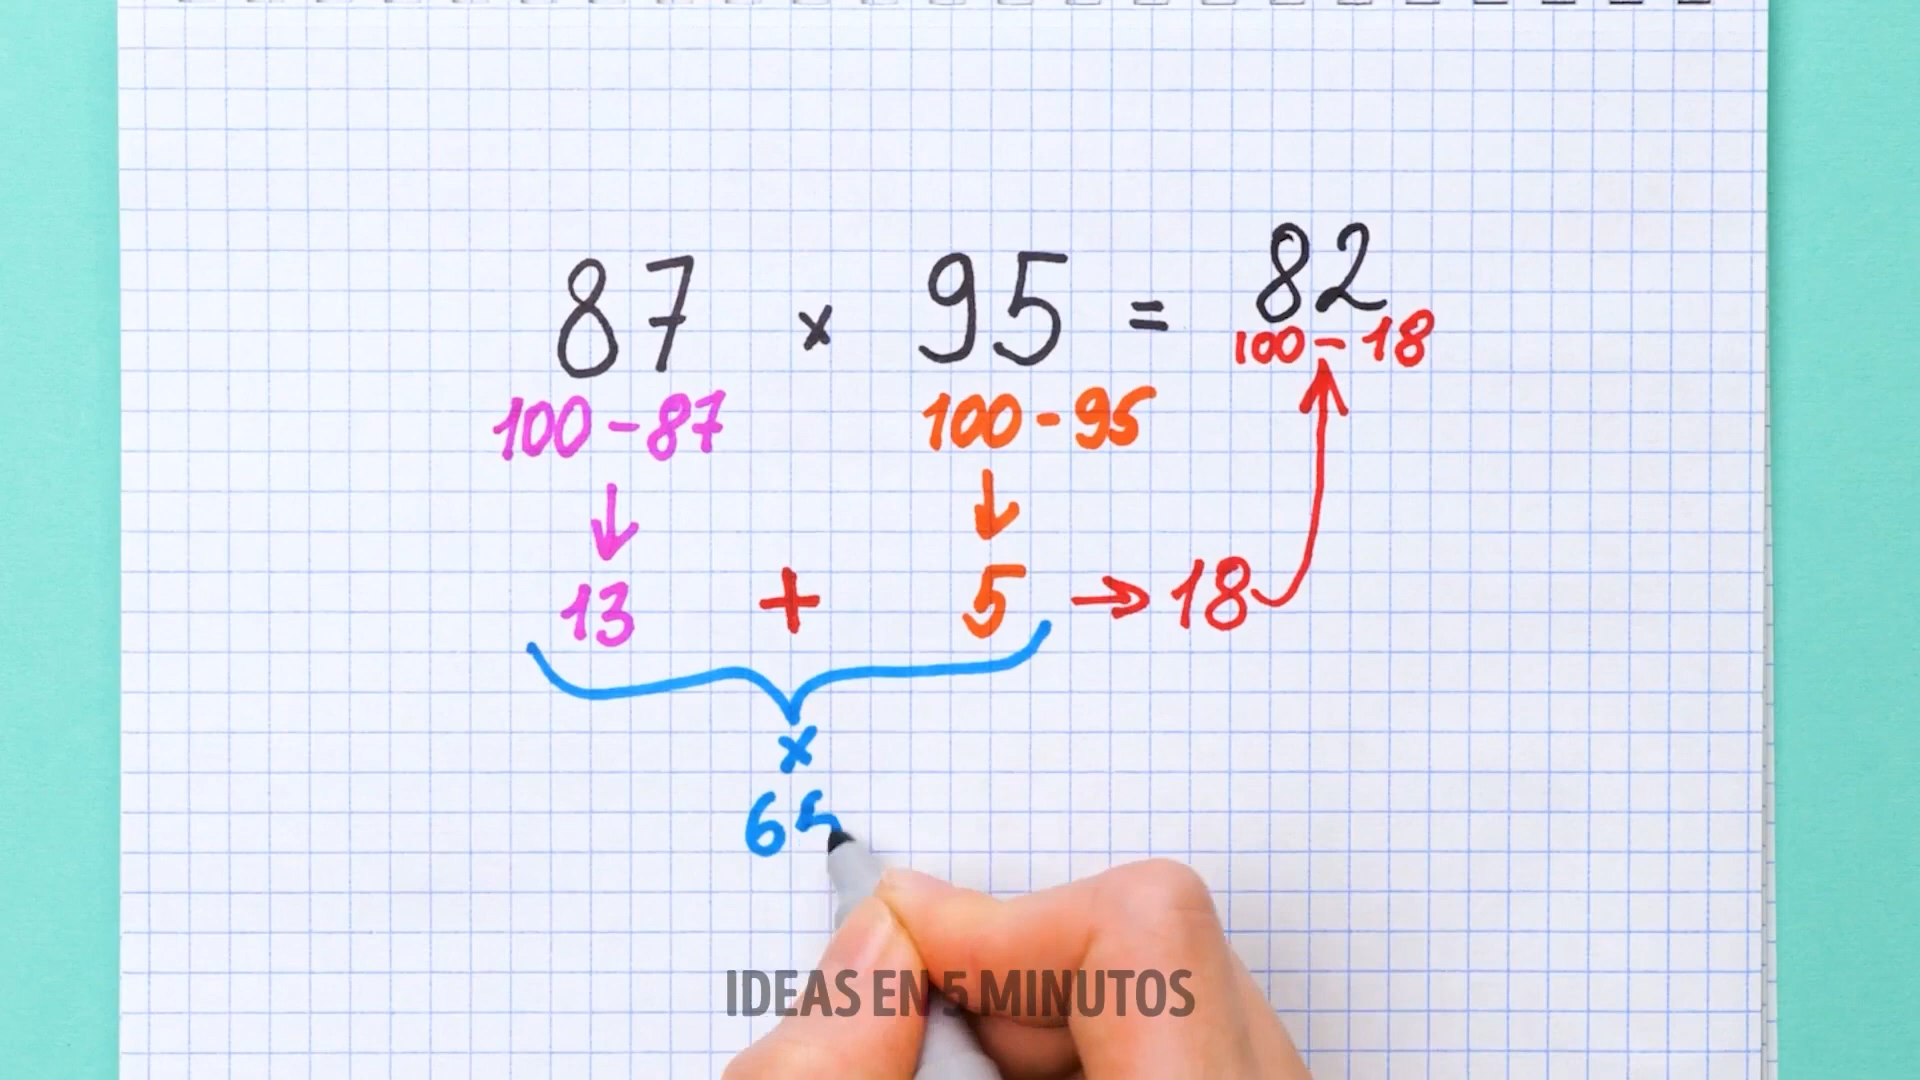 87 x 95 = 82
100-18
100-87 100-95
13 + 5 → 18
x
65
IDEAS EN 5 MINUTOS